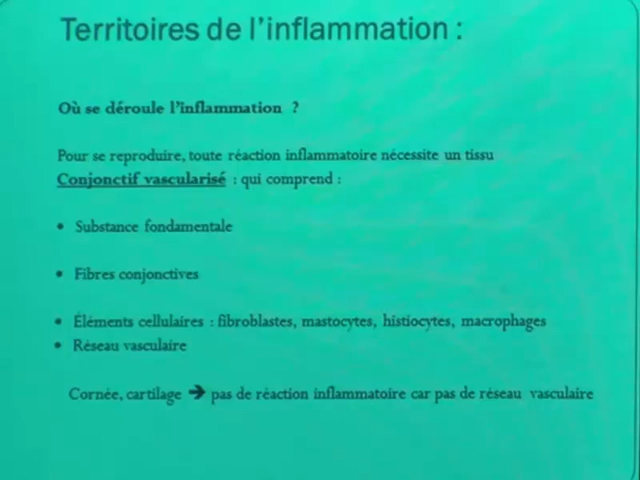 Territoires de l'inflammation :
Où se déroule l'inflammation ?
Pour se reproduire, toute réaction inflammatoire nécessite un tissu
Conjonctif vascularisé : qui comprend :
• Substance fondamentale
• Fibres conjonctives
• Éléments cellulaires : fibroblastes, mastocytes, histiocytes, macrophages
• Réseau vasculaire
Cornée, cartilage ➔ pas de réaction inflammatoire car pas de réseau vasculaire